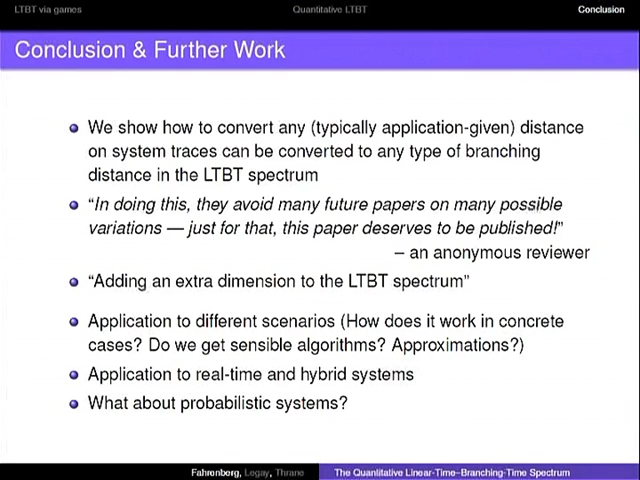 LTBT via games Quantitative LTBT Conclusion
Conclusion & Further Work
We show how to convert any (typically application-given) distance
on system traces can be converted to any type of branching
distance in the LTBT spectrum
“In doing this, they avoid many future papers on many possible
variations — just for that, this paper deserves to be published!”
– an anonymous reviewer
“Adding an extra dimension to the LTBT spectrum”
Application to different scenarios (How does it work in concrete
cases? Do we get sensible algorithms? Approximations?)
Application to real-time and hybrid systems
What about probabilistic systems?
Fahrenberg, Legay, Thrane The Quantitative Linear-Time–Branching-Time Spectrum